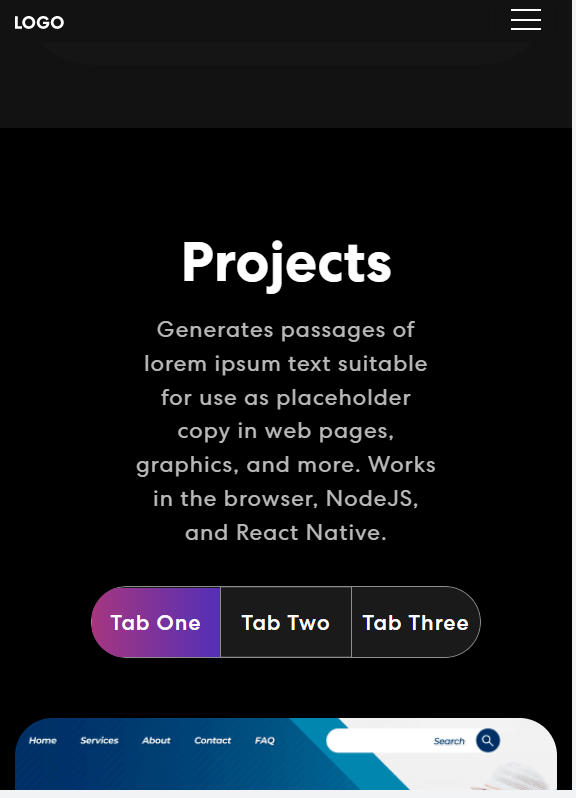 LOGO
Projects
Generates passages of
lorem ipsum text suitable
for use as placeholder
copy in web pages,
graphics, and more. Works
in the browser, NodeJS,
and React Native.
Tab One Tab Two Tab Three
Home Services About Contact FAQ Search